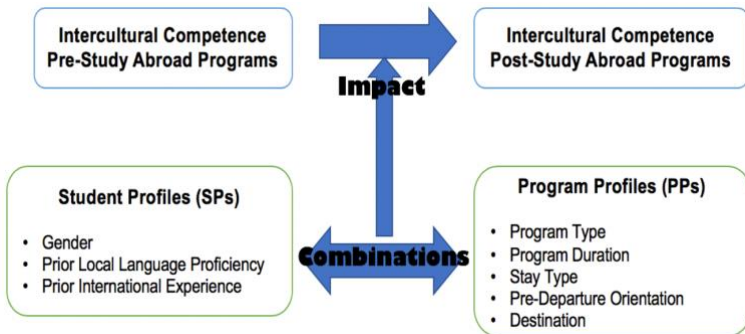 Intercultural Competence
Pre-Study Abroad Programs
Intercultural Competence
Post-Study Abroad Programs
Impact
Student Profiles (SPs)
• Gender
• Prior Local Language Proficiency
• Prior International Experience
Combinations
Program Profiles (PPs)
• Program Type
• Program Duration
• Stay Type
• Pre-Departure Orientation
• Destination